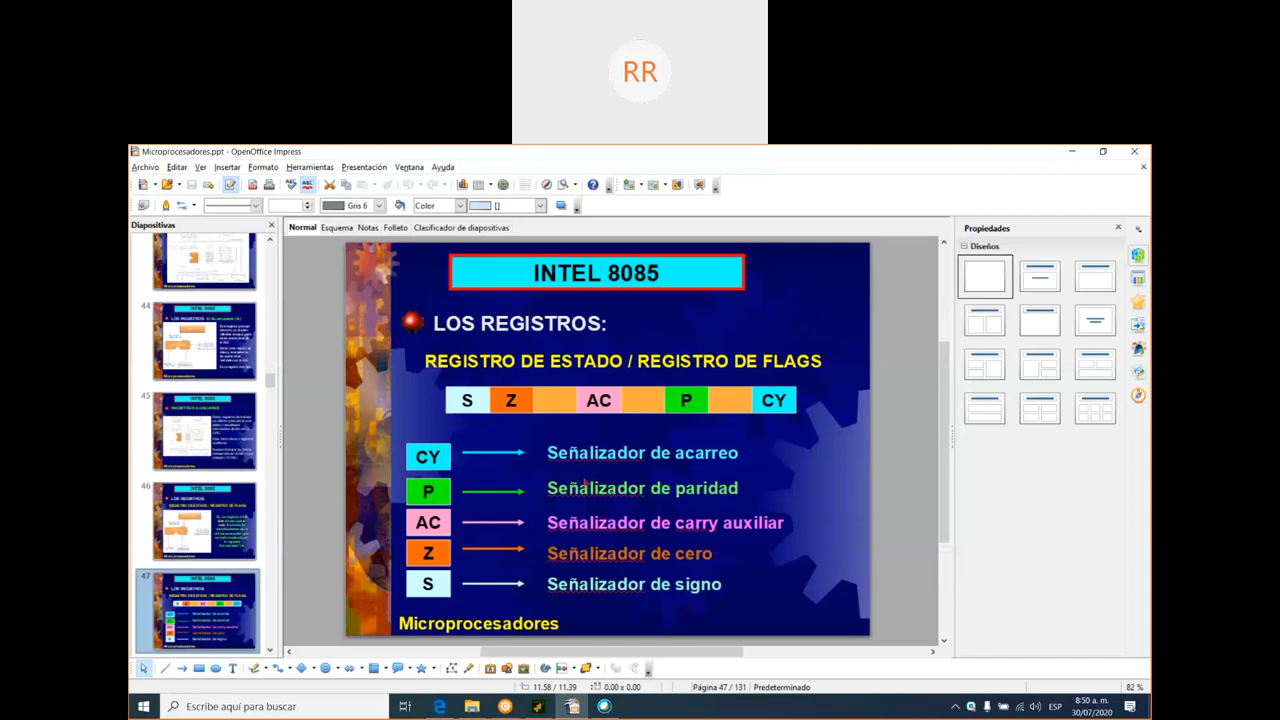 RR
Microprocesadores.ppt - OpenOffice Impress
Archivo Editar Ver Insertar Formato Herramientas Presentación Ventana Ayuda
Gris 6 Color []
Diapositivas
Normal Esquema Notas Folleto Clasificador de diapositivas
Propiedades
Diseños
INTEL 8085
LOS REGISTROS:
REGISTRO DE ESTADO / REGISTRO DE FLAGS
S Z AC P CY
CY Señalizador de acarreo
P Señalizador de paridad
AC Señalizador de carry auxiliar
Z Señalizador de cero
S Señalizador de signo
Microprocesadores
44
45
46
47
11.58 / 11.39 0.00 x 0.00 Página 47 / 131 Predeterminado 82 %
Escribe aquí para buscar
ESP
8:50 a. m.
30/07/2020